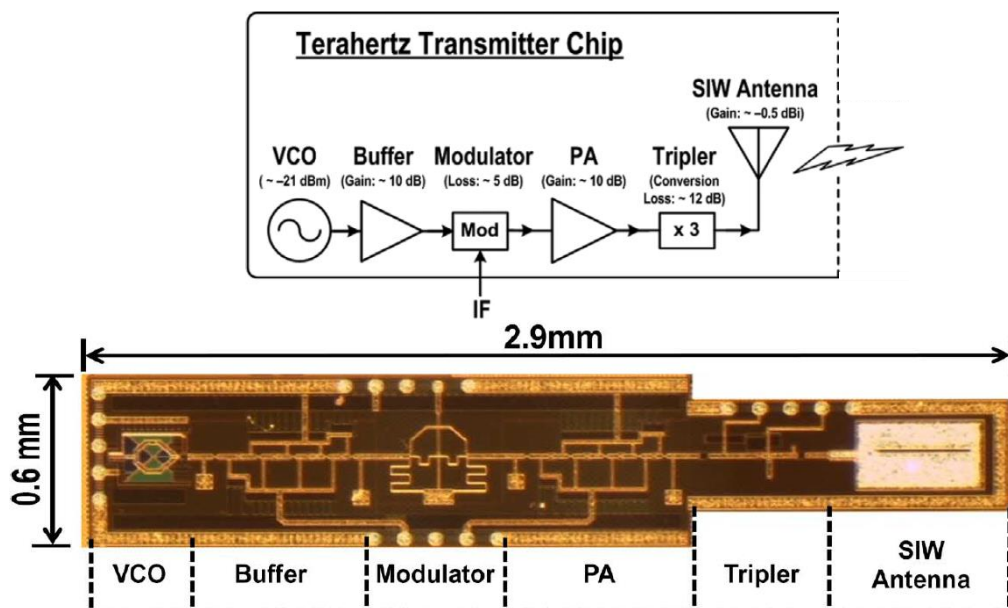 Terahertz Transmitter Chip
SIW Antenna
(Gain: ~ –0.5 dBi)
VCO
(~ –21 dBm)
Buffer
(Gain: ~ 10 dB)
Modulator
(Loss: ~ 5 dB)
PA
(Gain: ~ 10 dB)
Tripler
(Conversion
Loss: ~ 12 dB)
Mod
x 3
IF
2.9mm
0.6 mm
VCO
Buffer
Modulator
PA
Tripler
SIW
Antenna